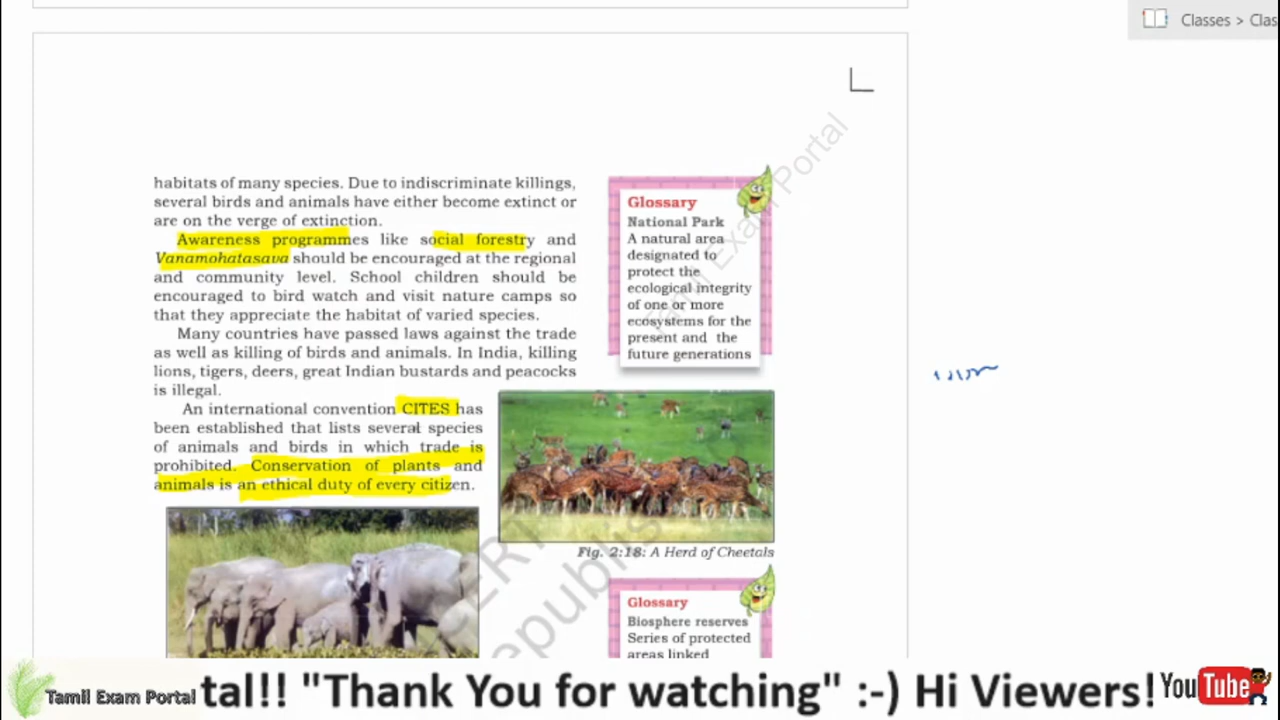 Classes > Clas
habitats of many species. Due to indiscriminate killings,
several birds and animals have either become extinct or
are on the verge of extinction.
Awareness programmes like social forestry and
Vanamohatasava should be encouraged at the regional
and community level. School children should be
encouraged to bird watch and visit nature camps so
that they appreciate the habitat of varied species.
Many countries have passed laws against the trade
as well as killing of birds and animals. In India, killing
lions, tigers, deers, great Indian bustards and peacocks
is illegal.
An international convention CITES has
been established that lists several species
of animals and birds in which trade is
prohibited. Conservation of plants and
animals is an ethical duty of every citizen.
Glossary
National Park
A natural area
designated to
protect the
ecological integrity
of one or more
ecosystems for the
present and the
future generations
Fig. 2:18: A Herd of Cheetals
Glossary
Biosphere reserves
Series of protected
areas linked
Tamil Exam Portal
republis
Tamil Exam Portal
tal!! "Thank You for watching" :-) Hi Viewers!
YouTube